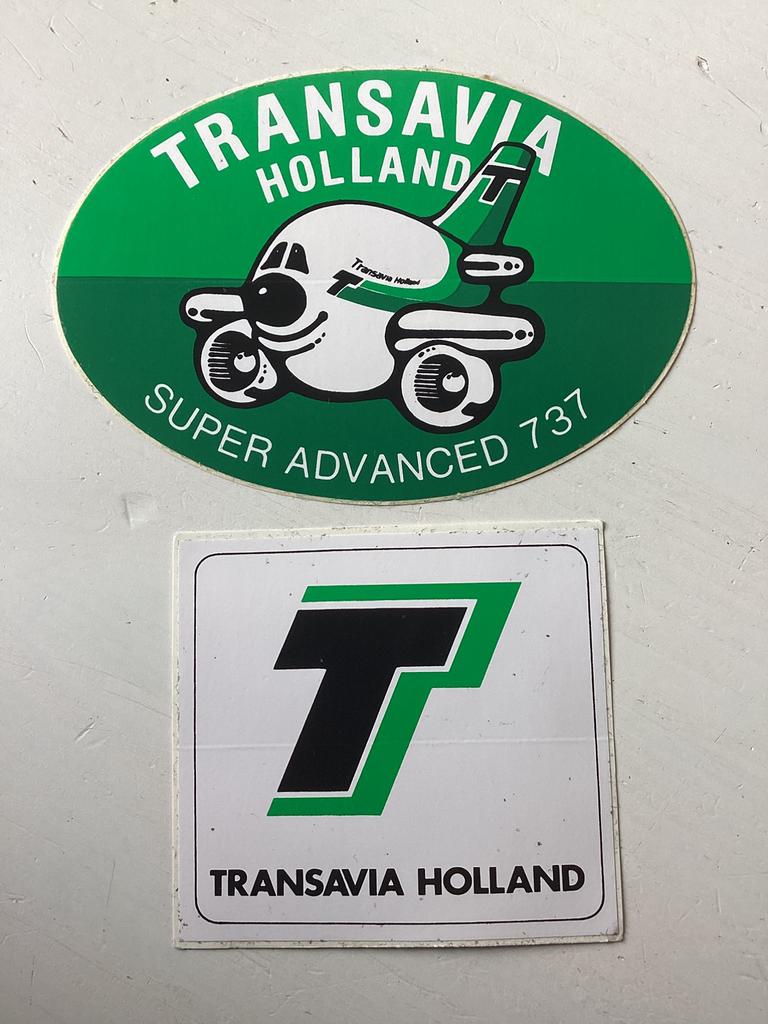 TRANSAVIA
HOLLAND
T
Transavia Holland
T
SUPER ADVANCED 737
T
TRANSAVIA HOLLAND